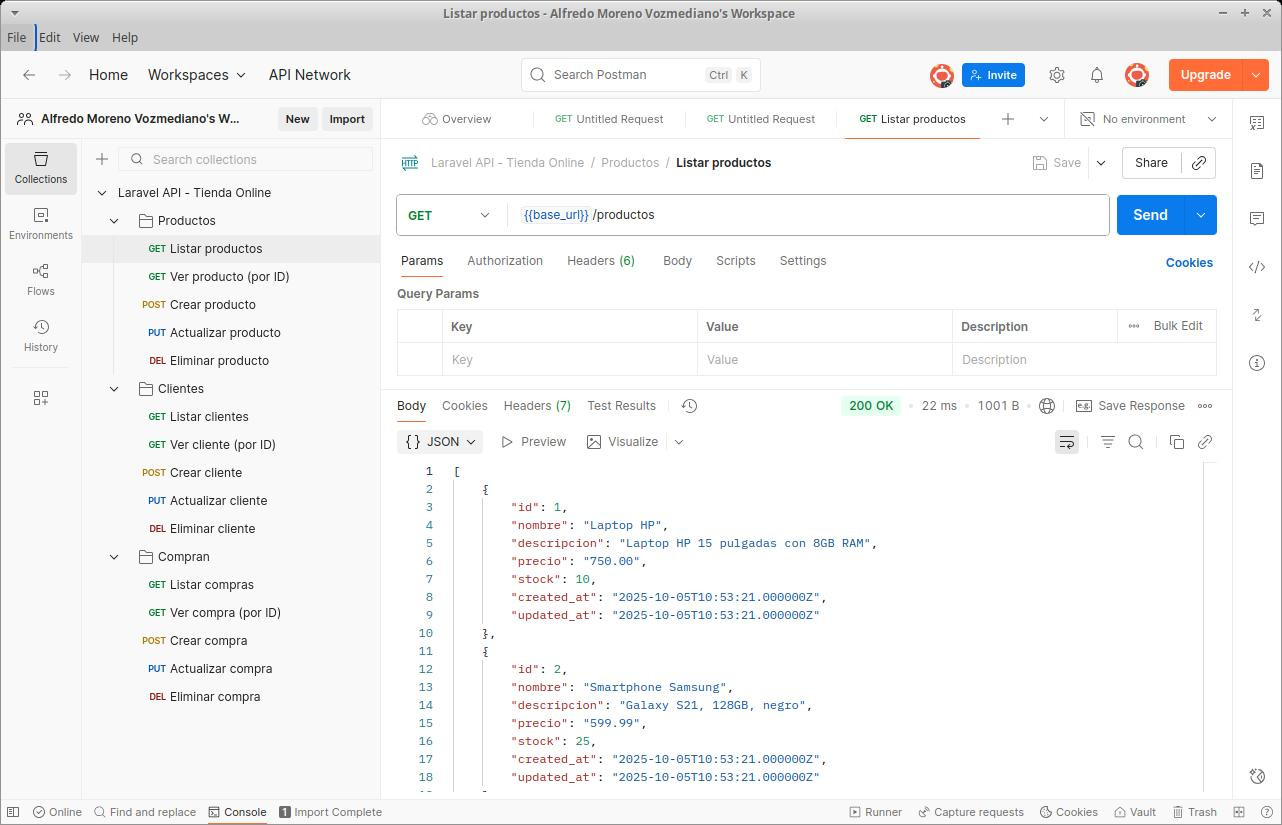 Listar productos - Alfredo Moreno Vozmediano's Workspace
File Edit View Help
Home Workspaces API Network Search Postman Ctrl K Invite Upgrade
Alfredo Moreno Vozmediano's W... New Import
Overview GET Untitled Request GET Untitled Request GET Listar productos No environment
Collections
Environments
Flows
History
Search collections
Laravel API - Tienda Online
Productos
GET Listar productos
GET Ver producto (por ID)
POST Crear producto
PUT Actualizar producto
DEL Eliminar producto
Clientes
GET Listar clientes
GET Ver cliente (por ID)
POST Crear cliente
PUT Actualizar cliente
DEL Eliminar cliente
Compran
GET Listar compras
GET Ver compra (por ID)
POST Crear compra
PUT Actualizar compra
DEL Eliminar compra
HTTP Laravel API - Tienda Online / Productos / Listar productos Save Share
GET {{base_url}} /productos Send
Params Authorization Headers (6) Body Scripts Settings Cookies
Query Params
Key Value Description Bulk Edit
Key Value Description
Body Cookies Headers (7) Test Results 200 OK 22 ms 1001 B e.g. Save Response
{} JSON Preview Visualize
1 [
2 {
3 "id": 1,
4 "nombre": "Laptop HP",
5 "descripcion": "Laptop HP 15 pulgadas con 8GB RAM",
6 "precio": "750.00",
7 "stock": 10,
8 "created_at": "2025-10-05T10:53:21.000000Z",
9 "updated_at": "2025-10-05T10:53:21.000000Z"
10 },
11 {
12 "id": 2,
13 "nombre": "Smartphone Samsung",
14 "descripcion": "Galaxy S21, 128GB, negro",
15 "precio": "599.99",
16 "stock": 25,
17 "created_at": "2025-10-05T10:53:21.000000Z",
18 "updated_at": "2025-10-05T10:53:21.000000Z"
Online Find and replace Console 1 Import Complete Runner Capture requests Cookies Vault Trash